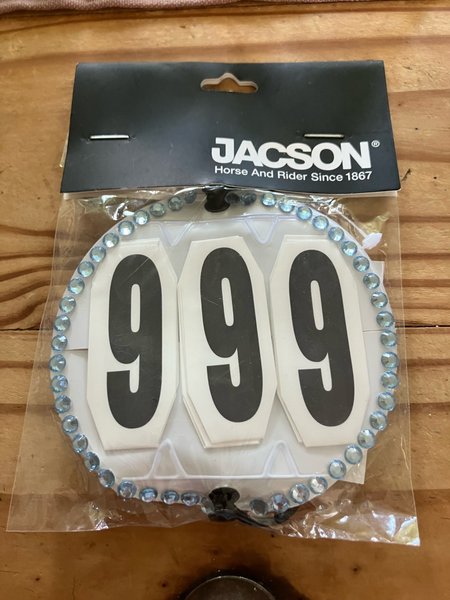 JACSON®
Horse And Rider Since 1867
999